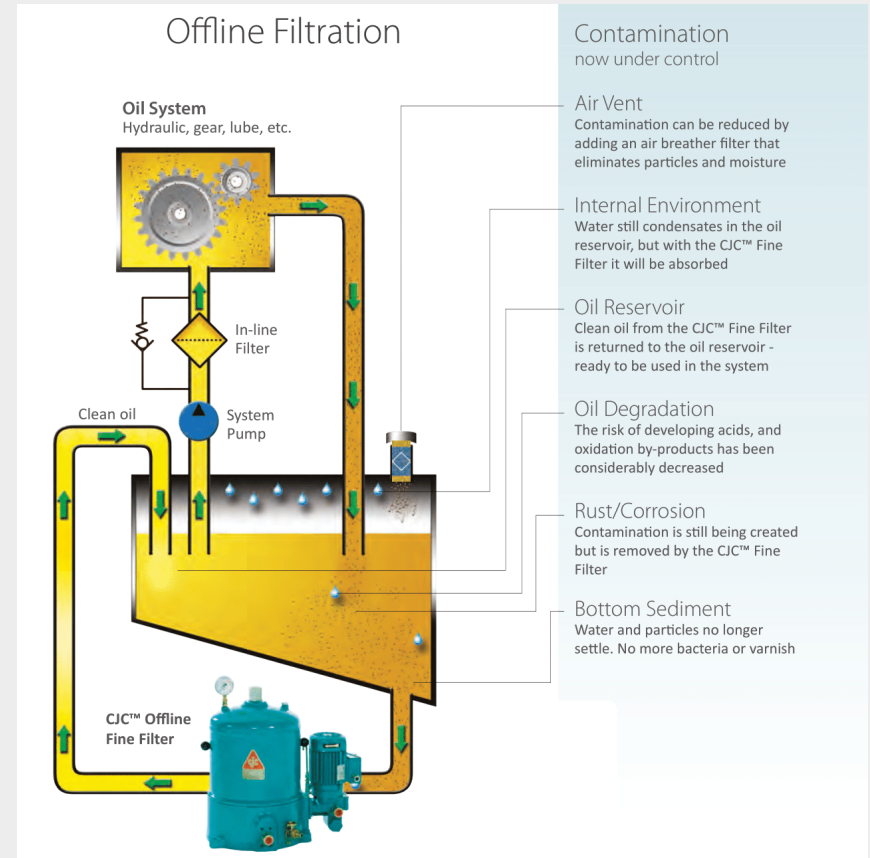 Offline Filtration
Oil System
Hydraulic, gear, lube, etc.
In-line
Filter
Clean oil
System
Pump
CJC™ Offline
Fine Filter
Contamination
now under control
Air Vent
Contamination can be reduced by
adding an air breather filter that
eliminates particles and moisture
Internal Environment
Water still condensates in the oil
reservoir, but with the CJC™ Fine
Filter it will be absorbed
Oil Reservoir
Clean oil from the CJC™ Fine Filter
is returned to the oil reservoir -
ready to be used in the system
Oil Degradation
The risk of developing acids, and
oxidation by-products has been
considerably decreased
Rust/Corrosion
Contamination is still being created
but is removed by the CJC™ Fine
Filter
Bottom Sediment
Water and particles no longer
settle. No more bacteria or varnish